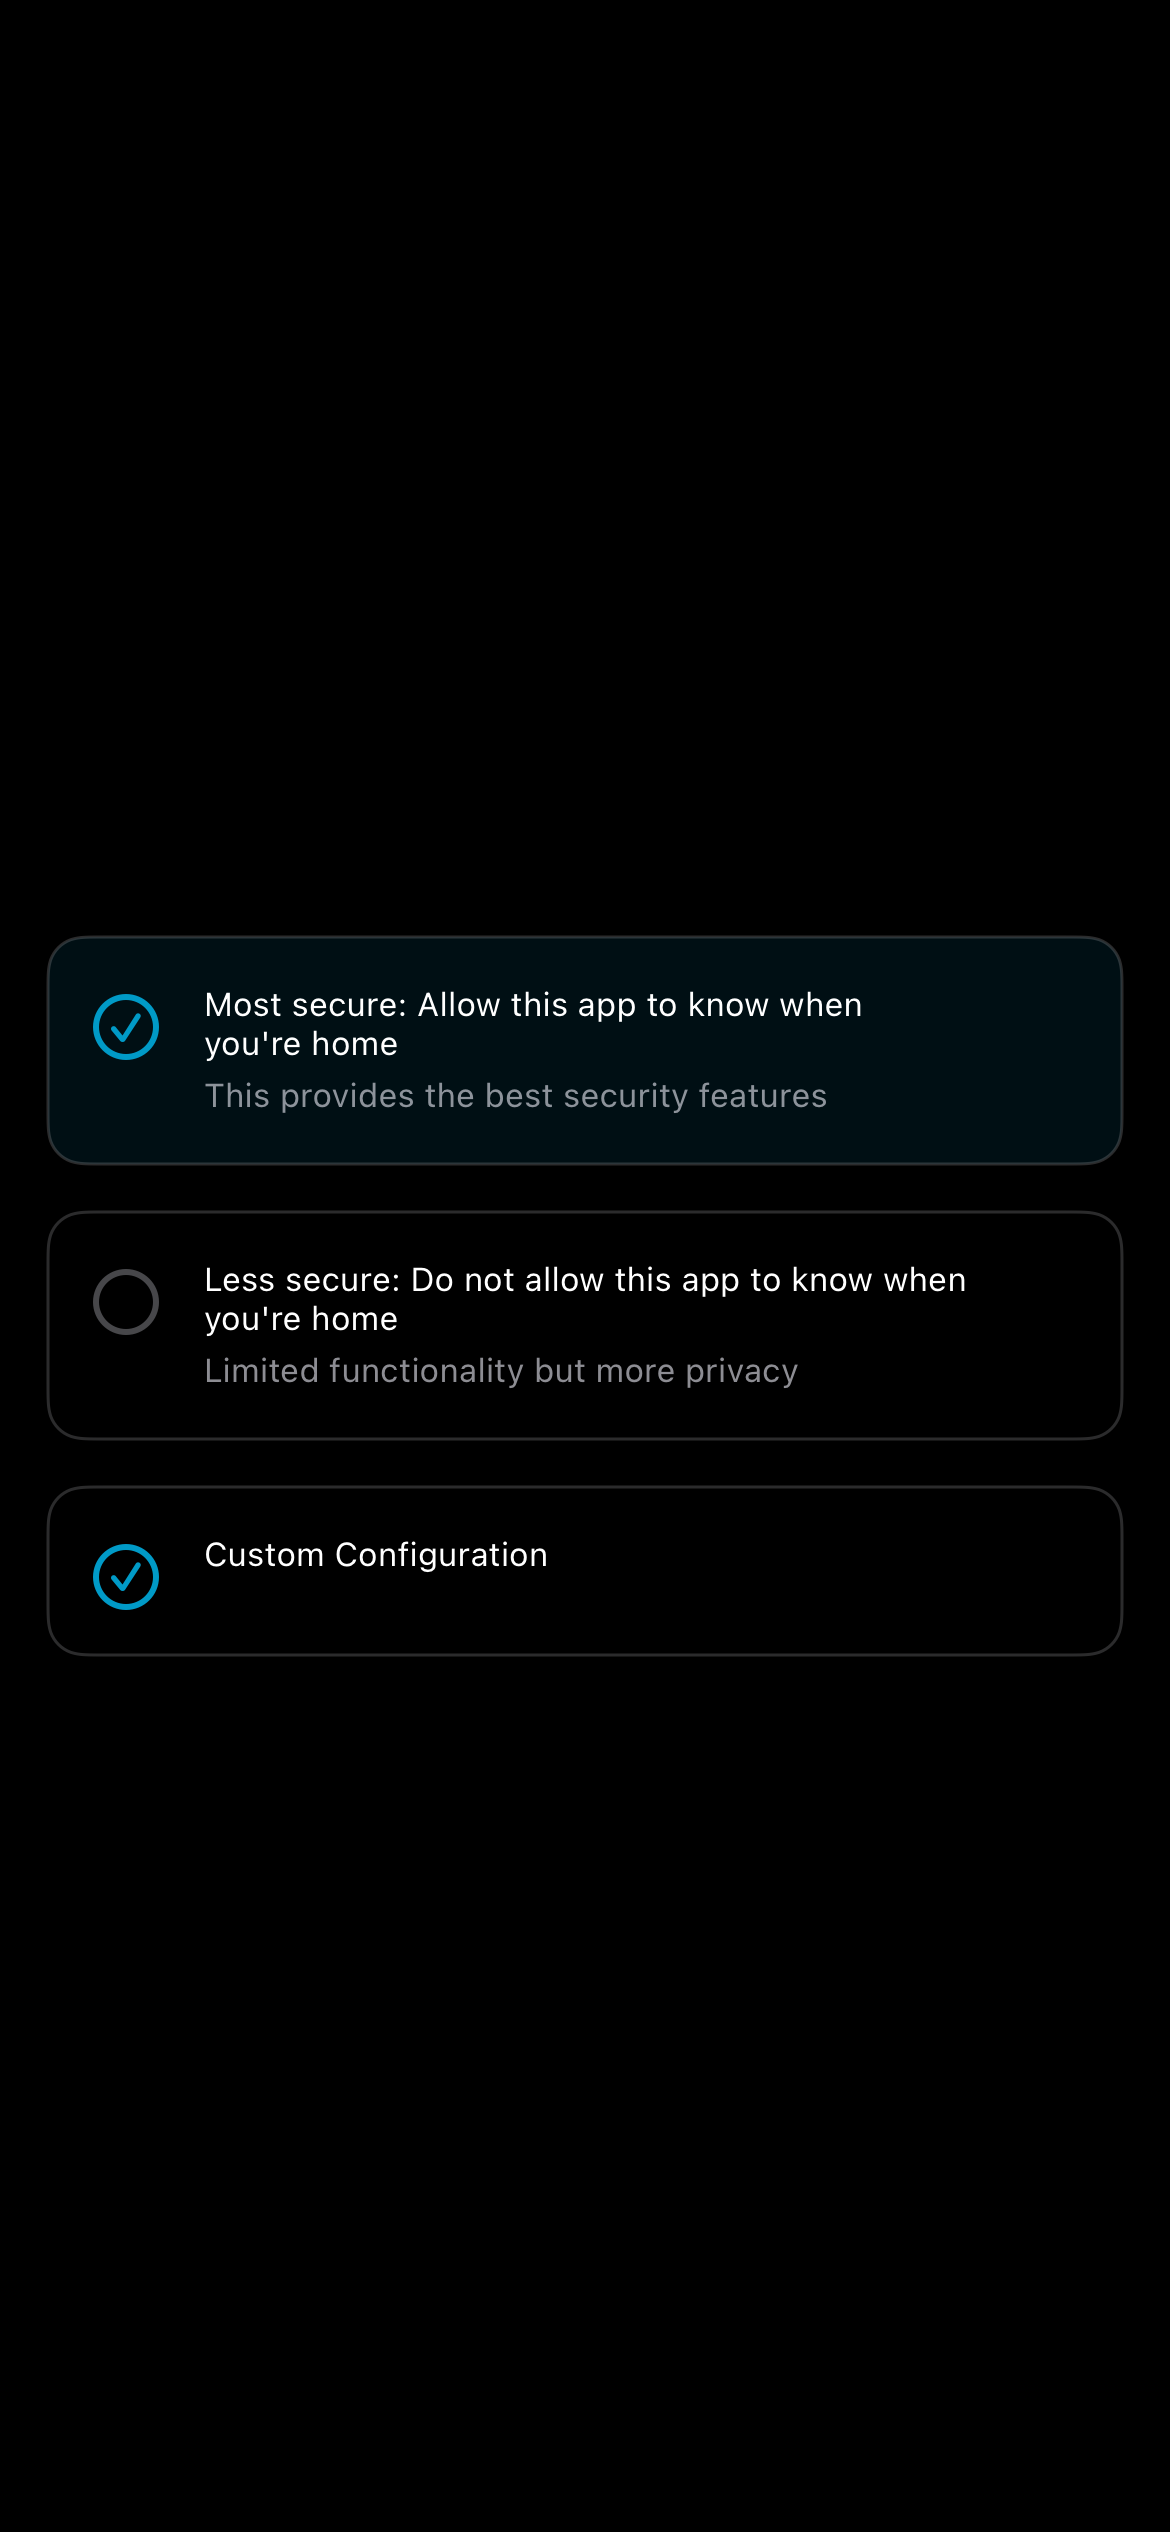 Most secure: Allow this app to know when
you're home
This provides the best security features
Less secure: Do not allow this app to know when
you're home
Limited functionality but more privacy
Custom Configuration